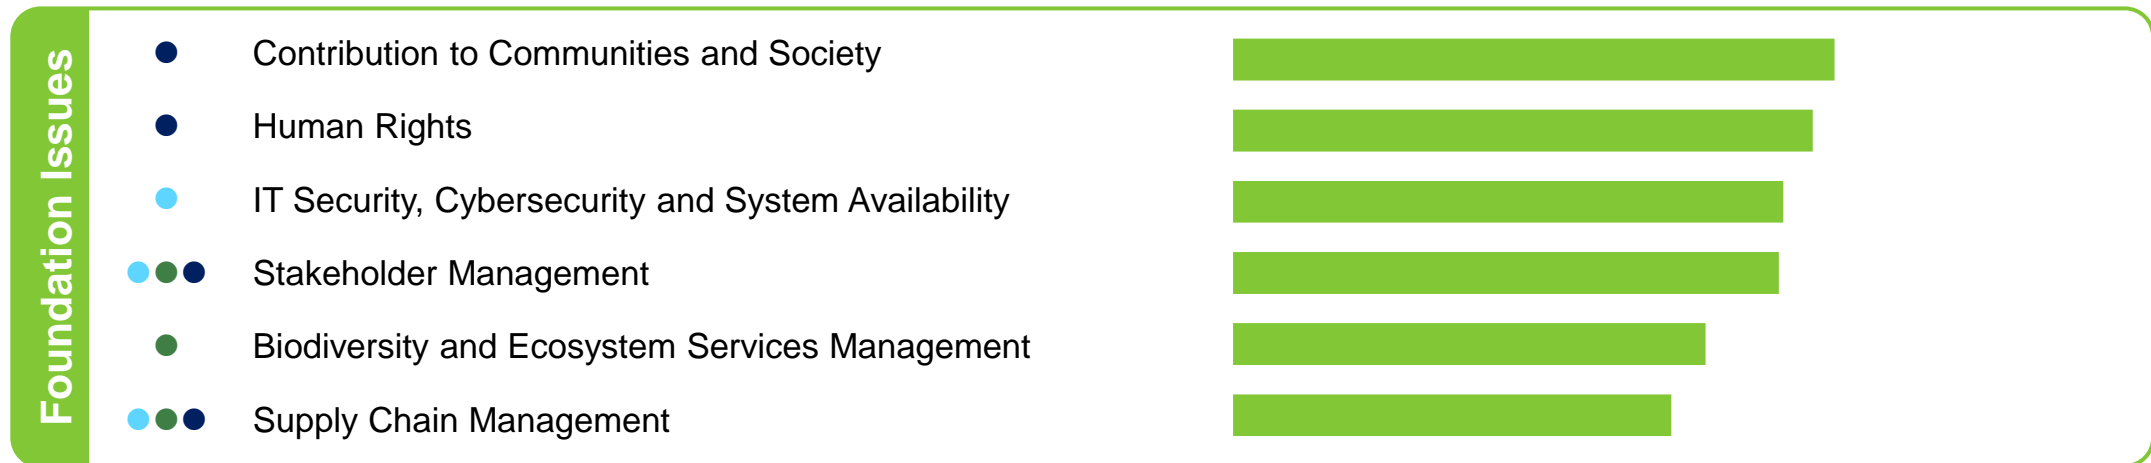 Foundation Issues
Contribution to Communities and Society
Human Rights
IT Security, Cybersecurity and System Availability
Stakeholder Management
Biodiversity and Ecosystem Services Management
Supply Chain Management